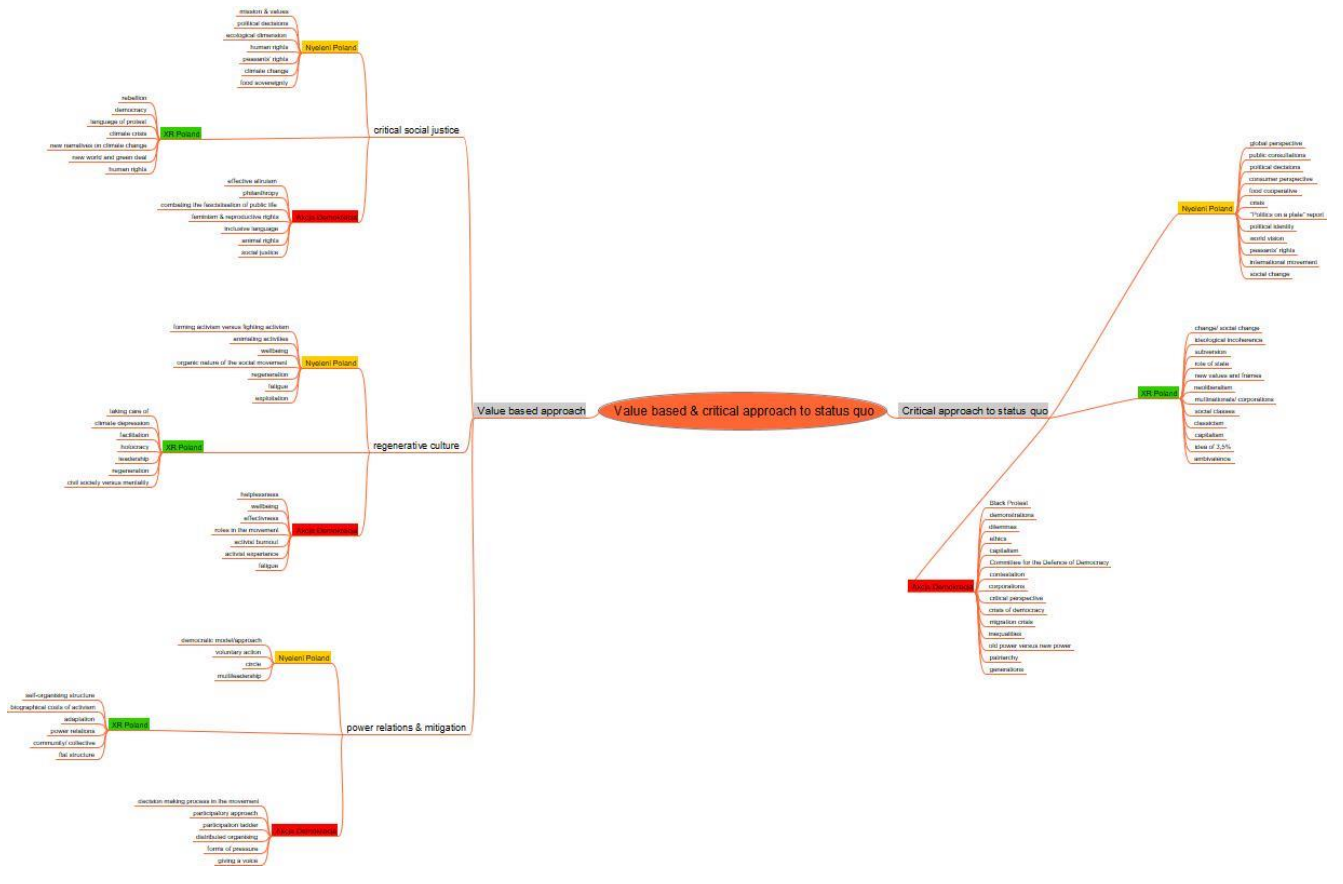 mission & values
political decisions
ecological dimension
human rights
peasants' rights
climate change
food sovereignty
Nyeleni Poland
rebellion
democracy
language of protest
climate crisis
new narratives on climate change
new world and green deal
human rights
XR Poland
critical social justice
effective altruism
philanthropy
combating the fascistisation of public life
feminism & reproductive rights
inclusive language
animal rights
social justice
Akcja Demokracja
forming activism versus fighting activism
animating activities
wellbeing
organic nature of the social movement
regeneration
fatigue
exploitation
Nyeleni Poland
taking care of
climate depression
facilitation
holocracy
leadership
regeneration
civil society versus mentality
XR Poland
regenerative culture
helplessness
wellbeing
effectivness
roles in the movement
activist burnout
activist experience
fatigue
Akcja Demokracja
democratic model/approach
voluntary action
circle
multileadership
Nyeleni Poland
self-organising structure
biographical costs of activism
adaptation
power relations
community/ collective
flat structure
XR Poland
power relations & mitigation
decision making process in the movement
participatory approach
participation ladder
distributed organising
forms of pressure
giving a voice
Akcja Demokracja
Value based approach
Value based & critical approach to status quo
Critical approach to status quo
Nyeleni Poland
global perspective
public consultations
political decisions
consumer perspective
food cooperative
crisis
"Politics on a plate" report
political identity
world vision
peasants' rights
international movement
social change
XR Poland
change/ social change
ideological incoherence
subversion
role of state
new values and frames
neoliberalism
multinationals/ corporations
social classes
classicism
capitalism
idea of 3,5%
ambivalence
Akcja Demokracja
Black Protest
demonstrations
dilemmas
ethics
capitalism
Committee for the Defence of Democracy
contestation
corporations
critical perspective
crisis of democracy
migration crisis
inequalities
old power versus new power
patriarchy
generations